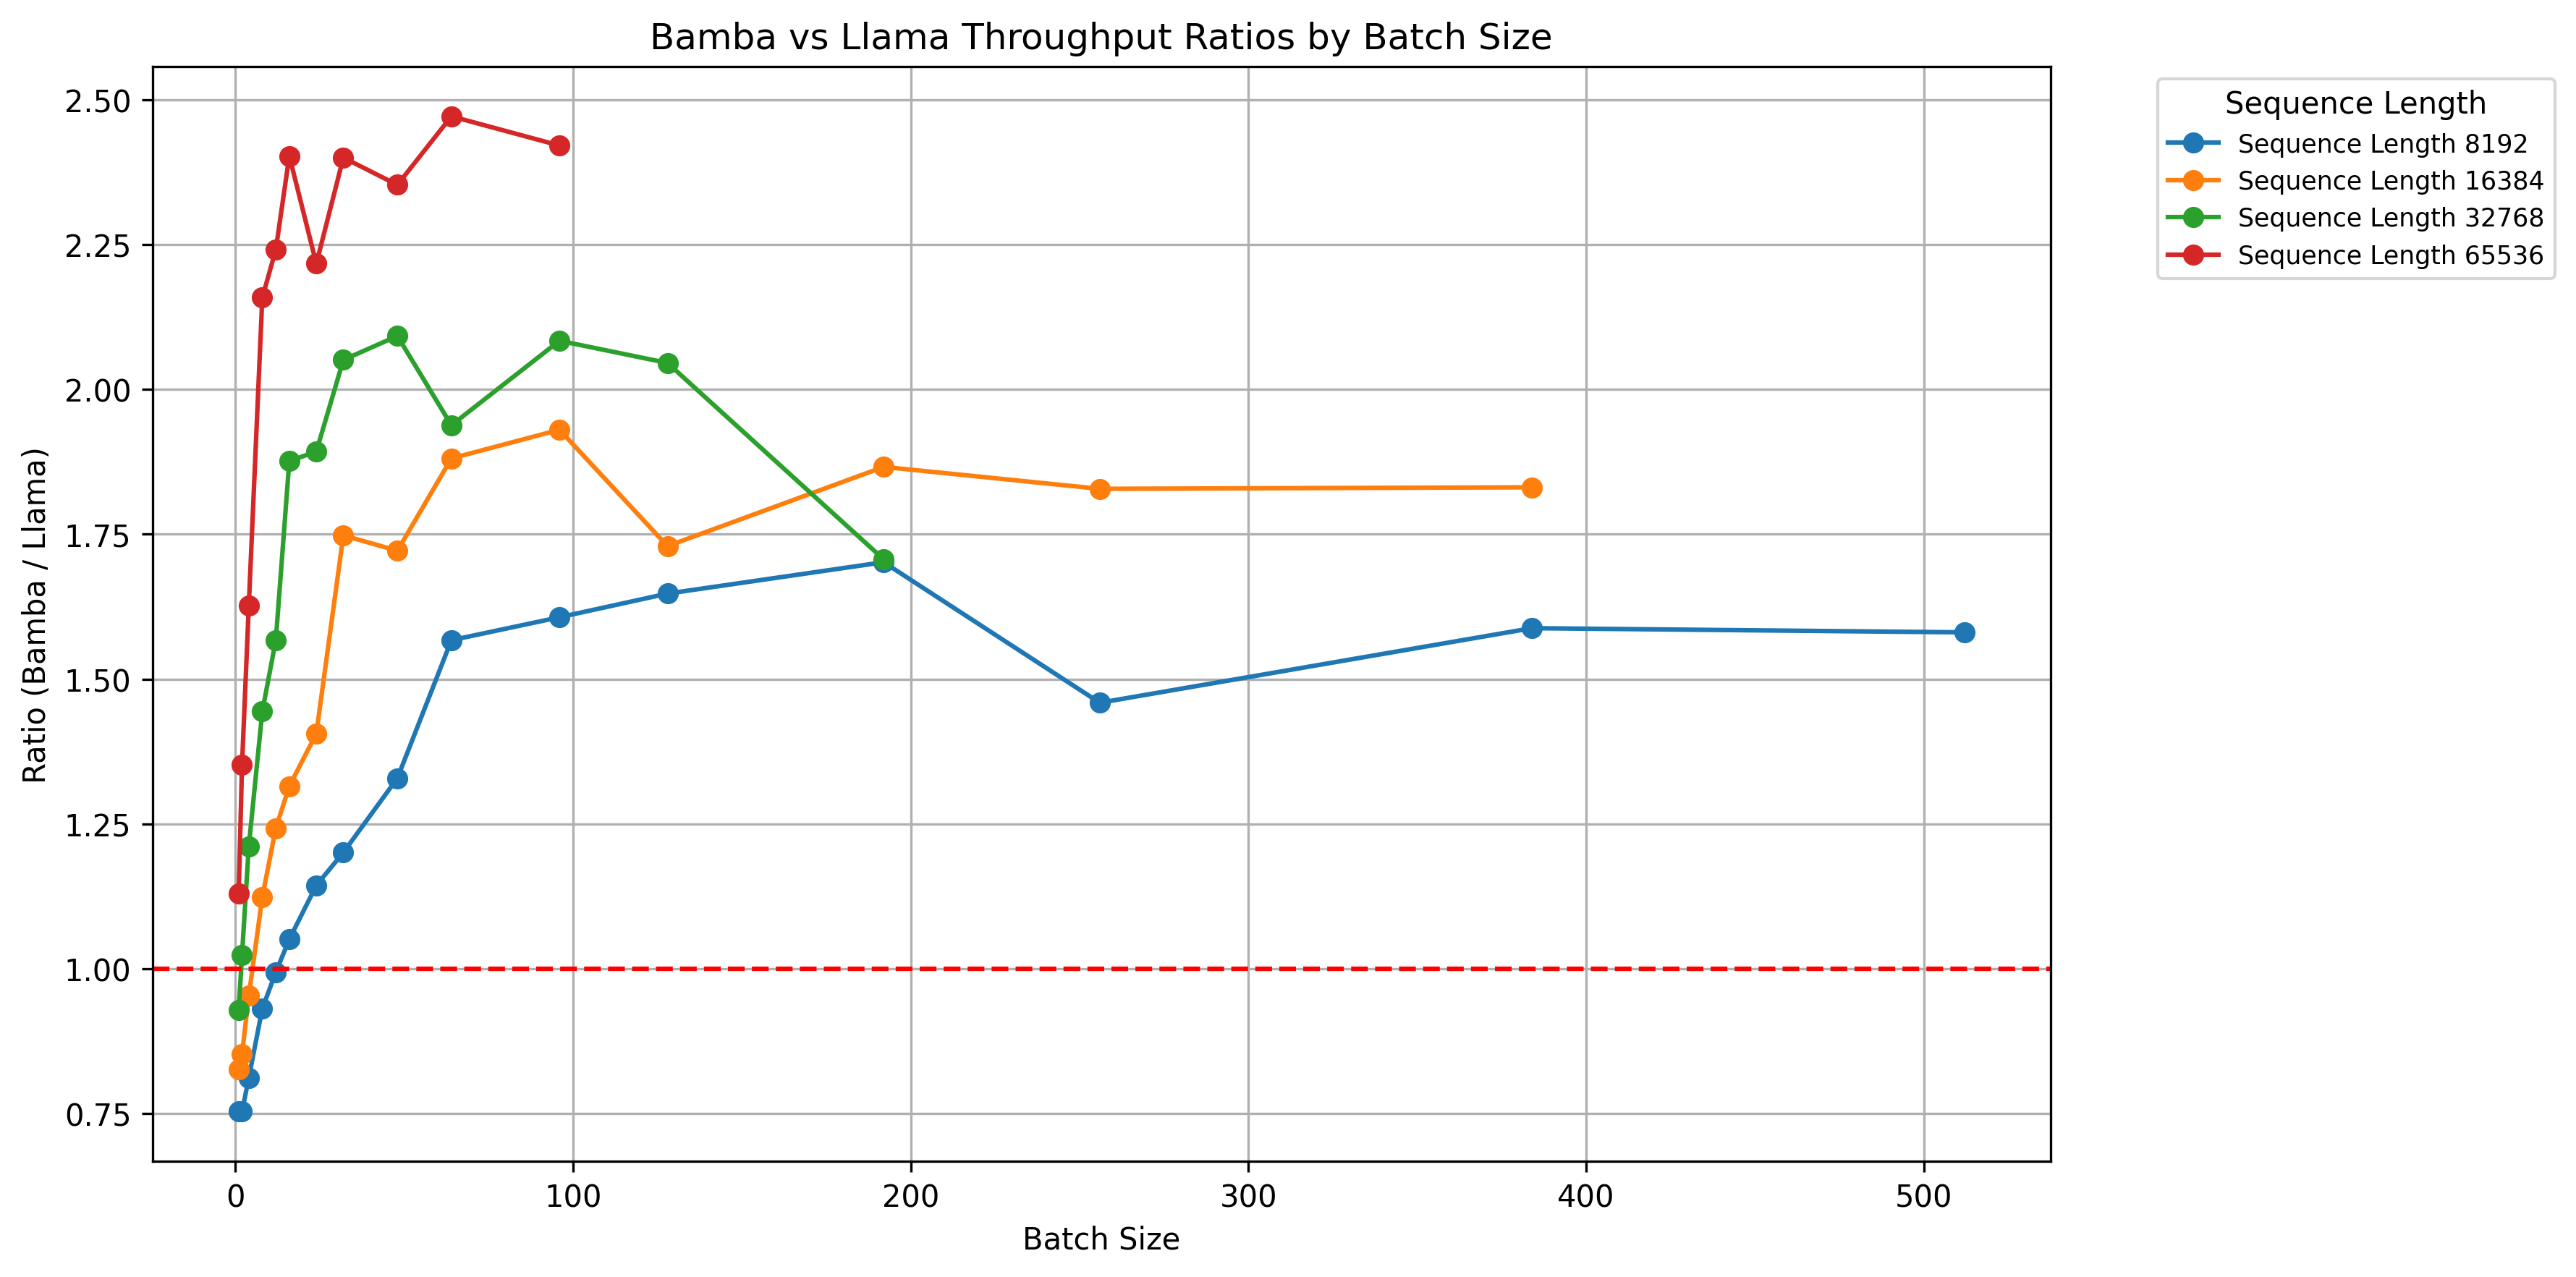 Bamba vs Llama Throughput Ratios by Batch Size
Ratio (Bamba / Llama)
2.50
2.25
2.00
1.75
1.50
1.25
1.00
0.75
0 100 200 300 400 500
Batch Size
Sequence Length
Sequence Length 8192
Sequence Length 16384
Sequence Length 32768
Sequence Length 65536